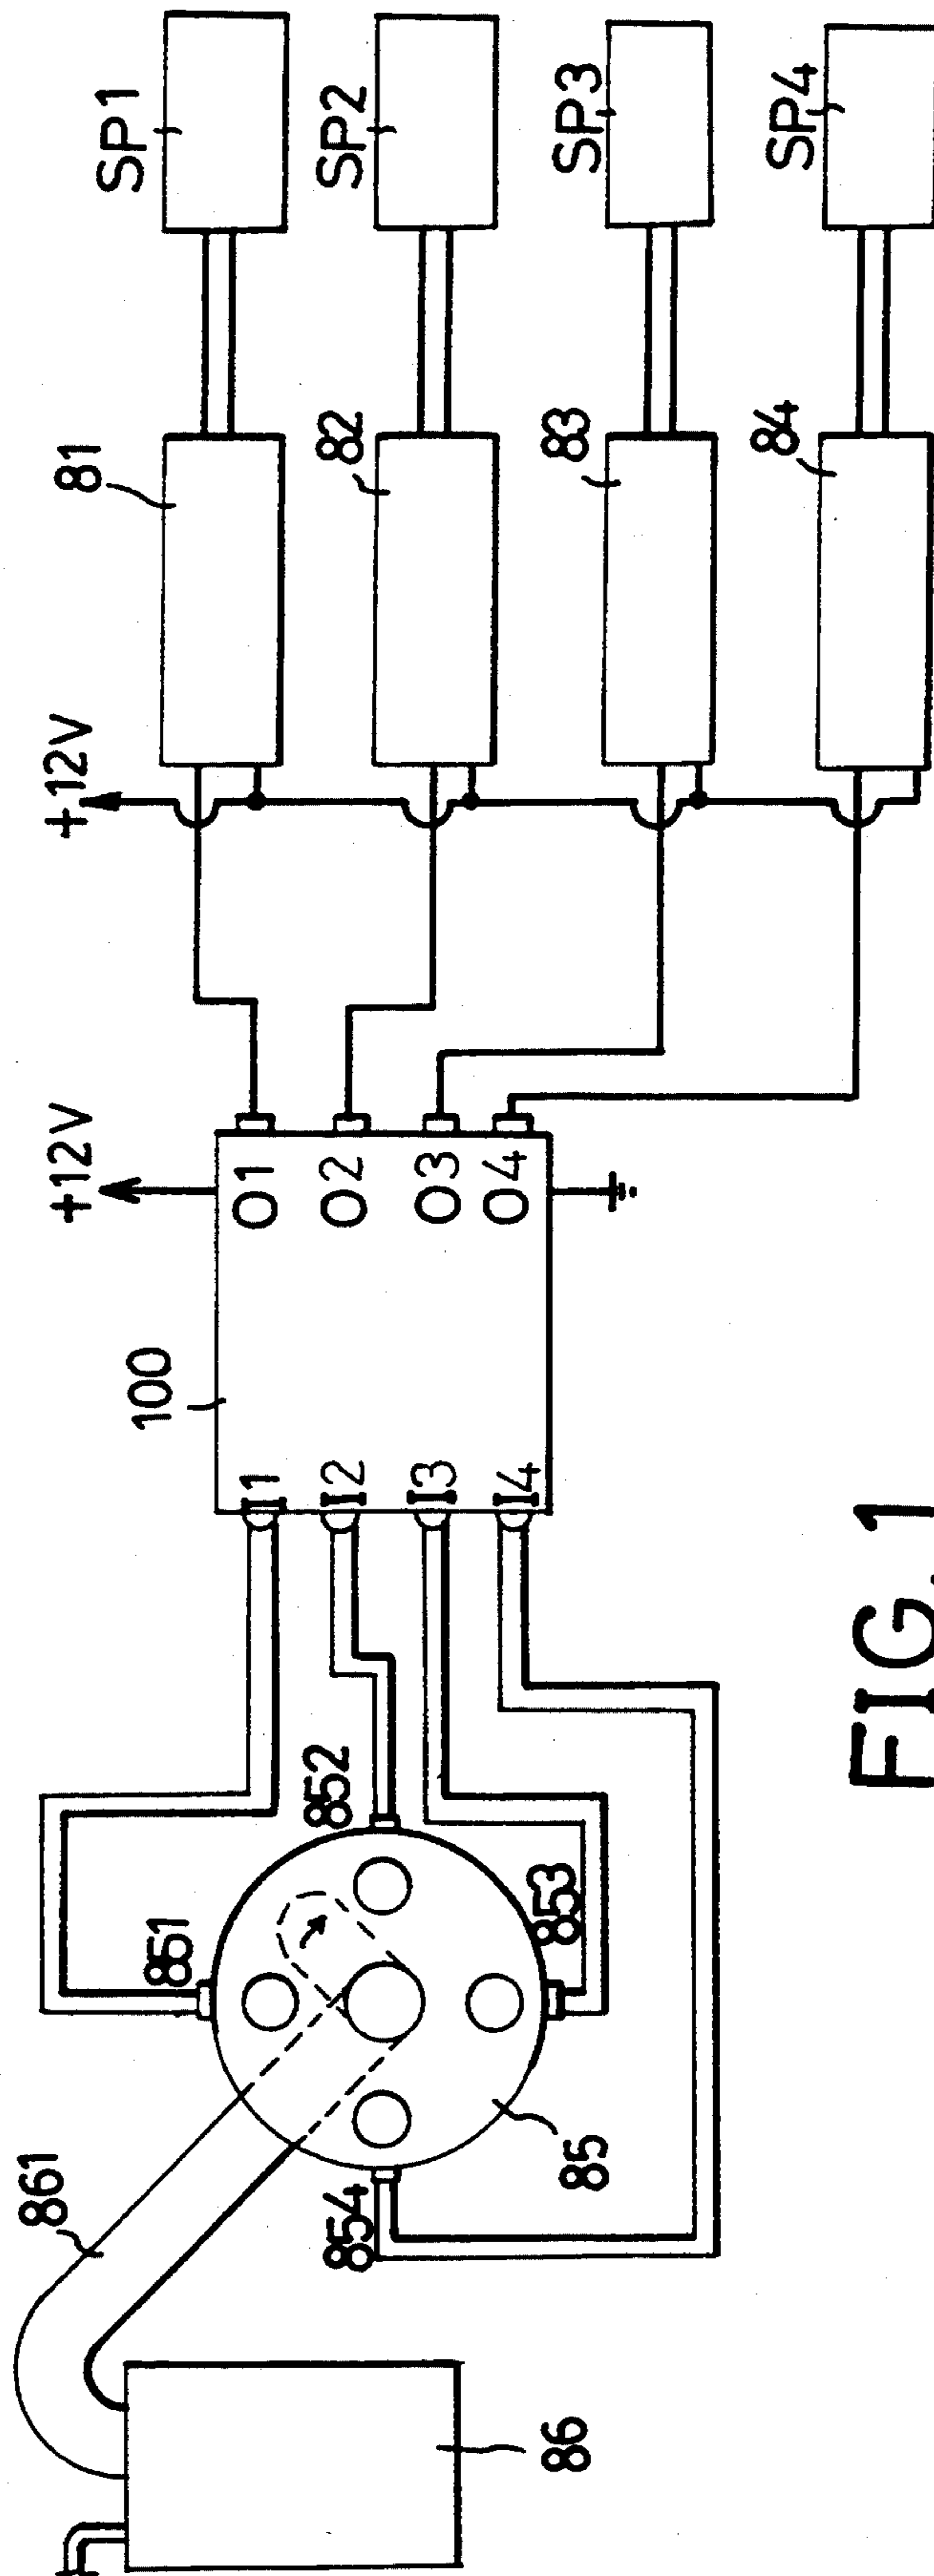 SP1
SP2
SP3
SP4
81
82
83
84
+12V
+12V
100
O1
O2
O3
O4
I1
I2
I3
I4
851
852
853
854
85
861
86
FIG. 1